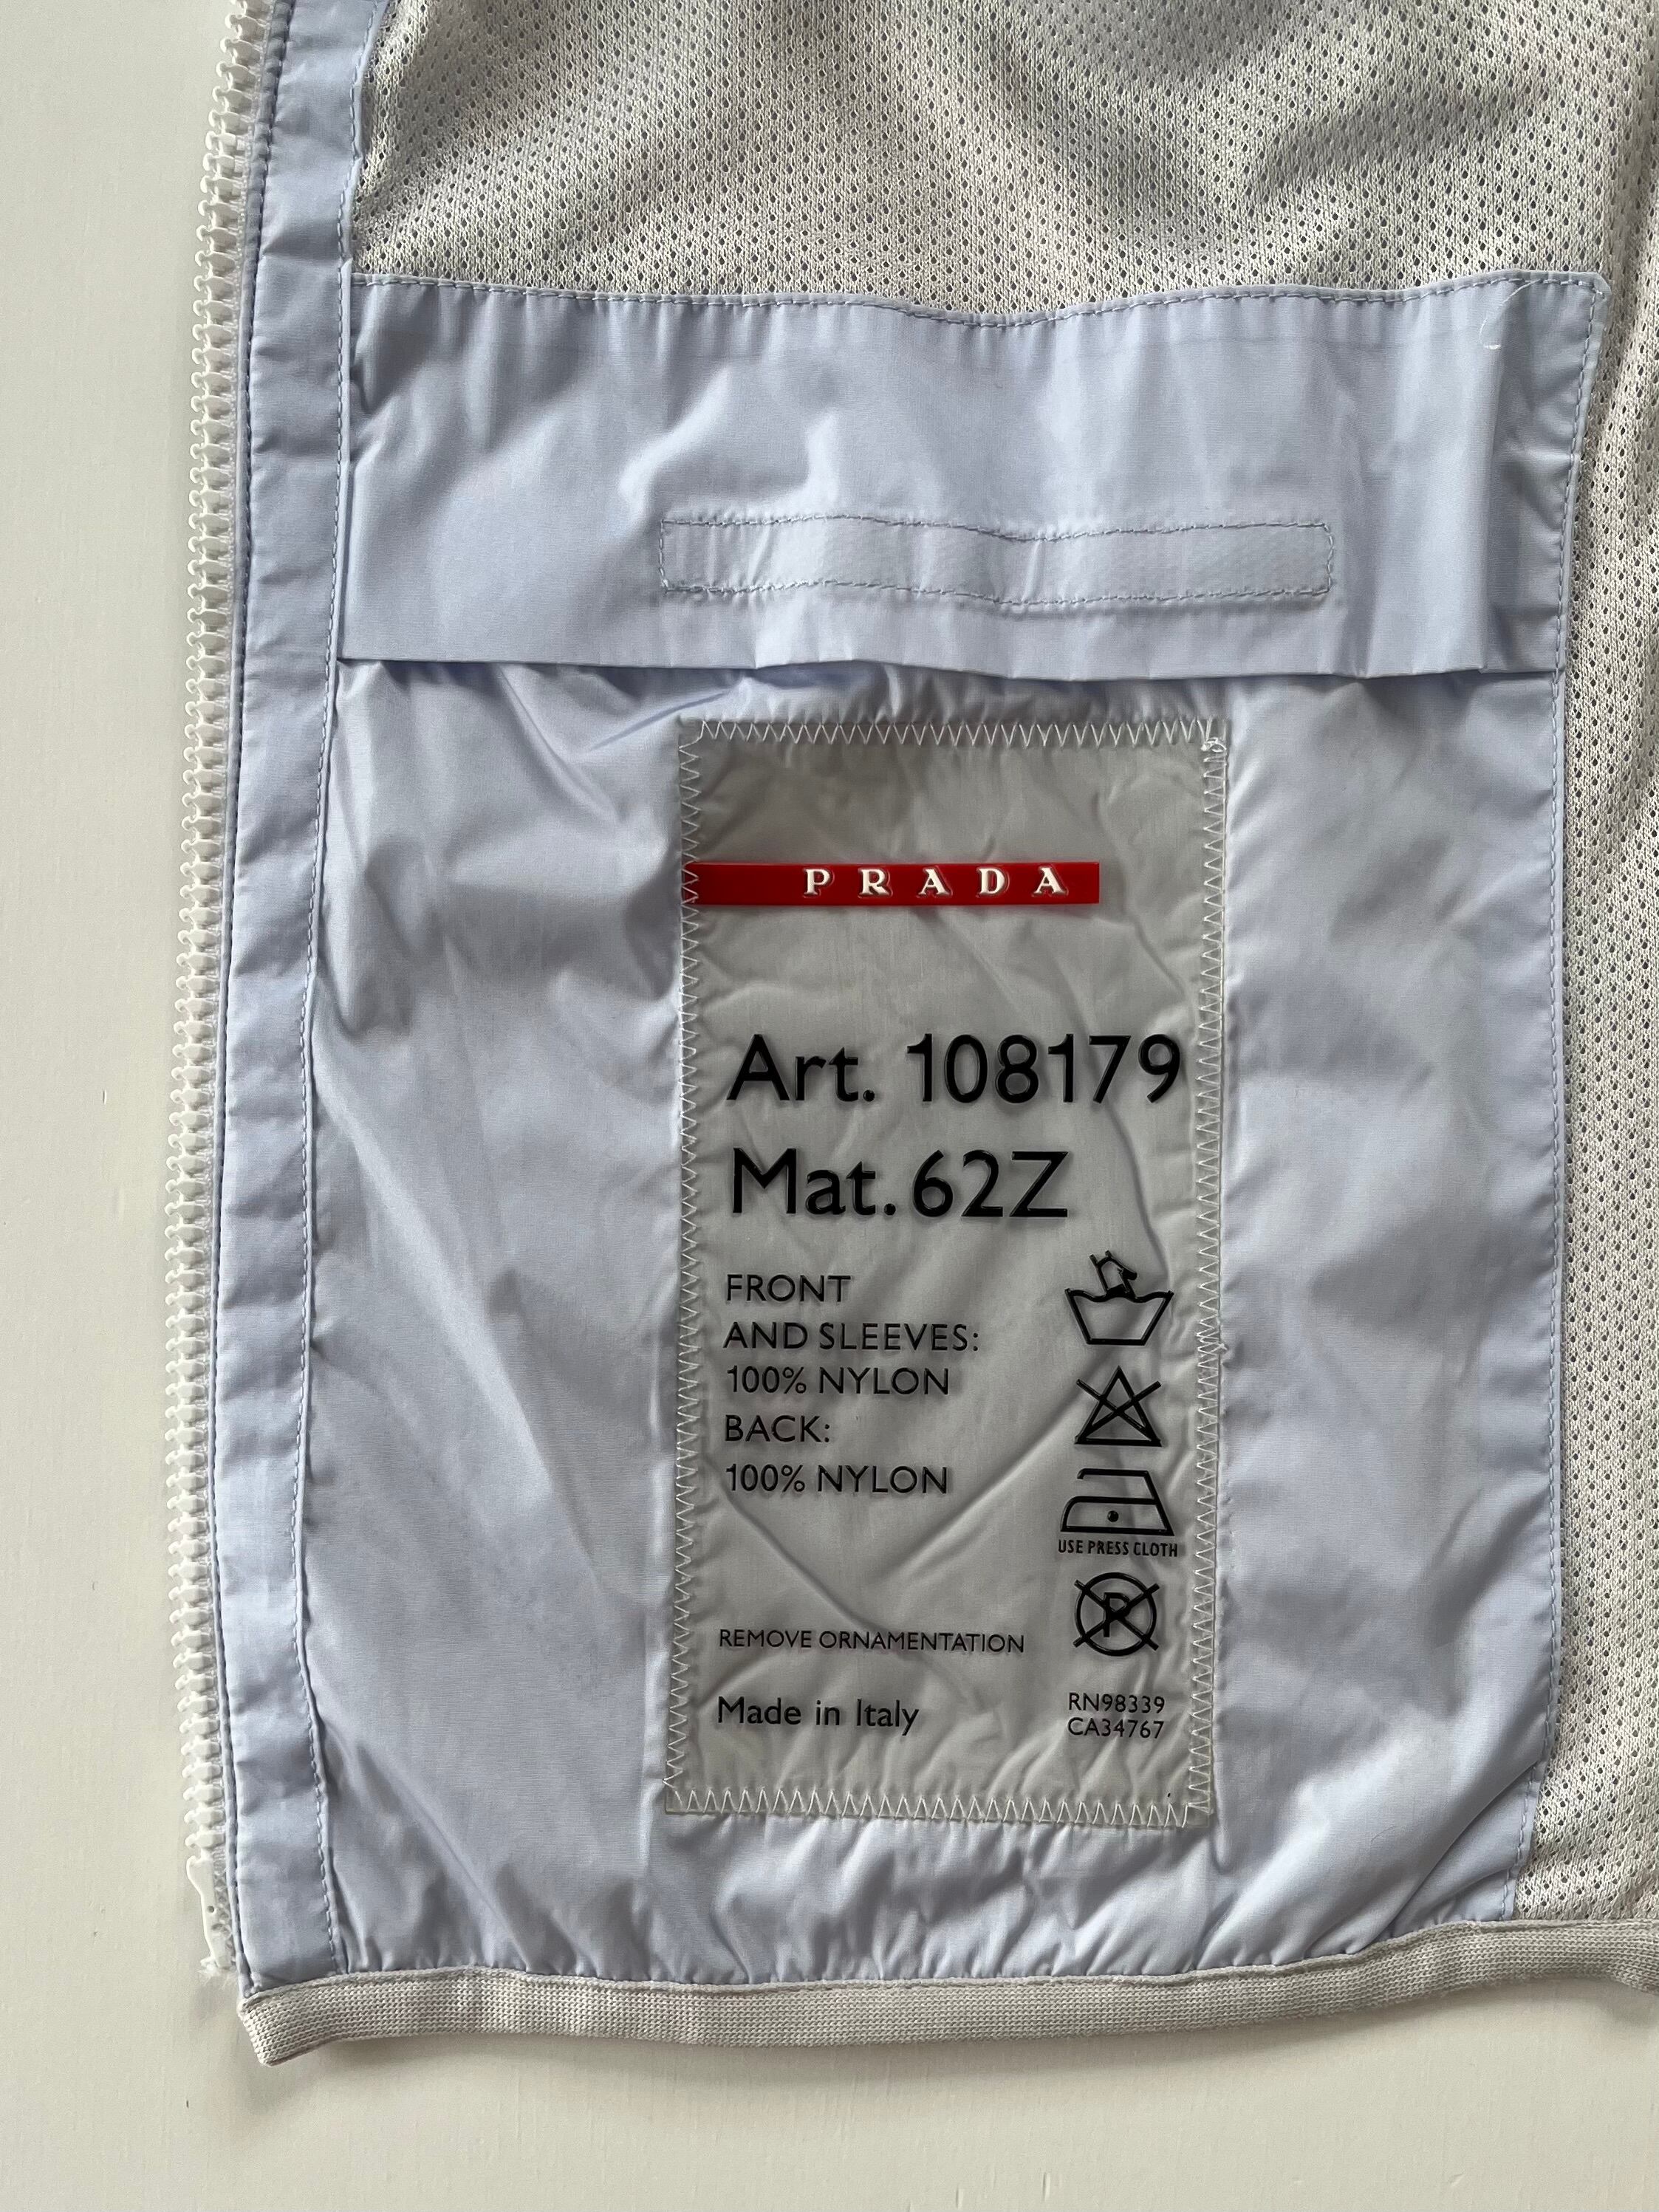 PRADA
Art. 108179
Mat. 62Z
FRONT
AND SLEEVES:
100% NYLON
BACK:
100% NYLON
USE PRESS CLOTH
P
REMOVE ORNAMENTATION
Made in Italy
RN98339
CA34767